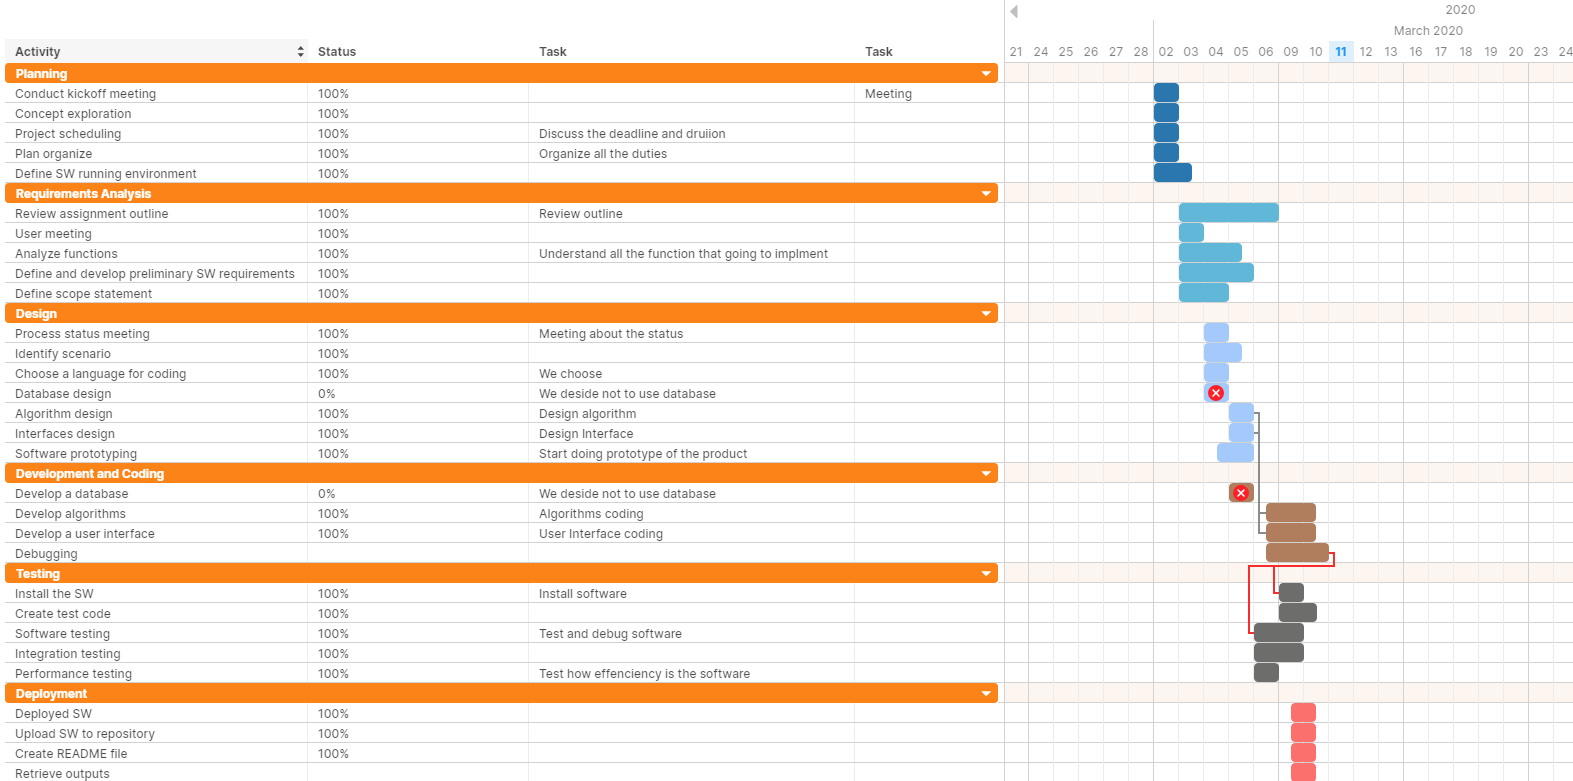 2020
March 2020
Activity Status Task Task 21 24 25 26 27 28 02 03 04 05 06 09 10 11 12 13 16 17 18 19 20 23 24
Planning
Conduct kickoff meeting 100% Meeting
Concept exploration 100%
Project scheduling 100% Discuss the deadline and druiion
Plan organize 100% Organize all the duties
Define SW running environment 100%
Requirements Analysis
Review assignment outline 100% Review outline
User meeting 100%
Analyze functions 100% Understand all the function that going to implment
Define and develop preliminary SW requirements 100%
Define scope statement 100%
Design
Process status meeting 100% Meeting about the status
Identify scenario 100%
Choose a language for coding 100% We choose
Database design 0% We deside not to use database
Algorithm design 100% Design algorithm
Interfaces design 100% Design Interface
Software prototyping 100% Start doing prototype of the product
Development and Coding
Develop a database 0% We deside not to use database
Develop algorithms 100% Algorithms coding
Develop a user interface 100% User Interface coding
Debugging
Testing
Install the SW 100% Install software
Create test code 100%
Software testing 100% Test and debug software
Integration testing 100%
Performance testing 100% Test how effenciency is the software
Deployment
Deployed SW 100%
Upload SW to repository 100%
Create README file 100%
Retrieve outputs